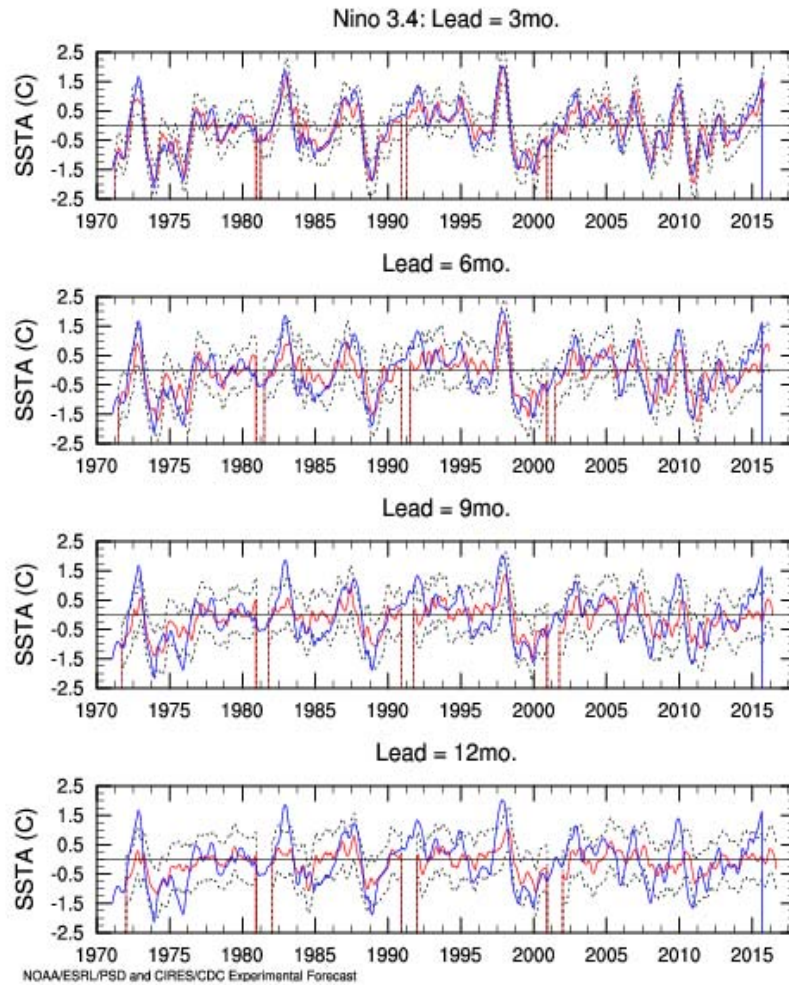 Nino 3.4: Lead = 3mo.
SSTA (C)
2.5
1.5
0.5
-0.5
-1.5
-2.5
1970 1975 1980 1985 1990 1995 2000 2005 2010 2015
Lead = 6mo.
SSTA (C)
2.5
1.5
0.5
-0.5
-1.5
-2.5
1970 1975 1980 1985 1990 1995 2000 2005 2010 2015
Lead = 9mo.
SSTA (C)
2.5
1.5
0.5
-0.5
-1.5
-2.5
1970 1975 1980 1985 1990 1995 2000 2005 2010 2015
Lead = 12mo.
SSTA (C)
2.5
1.5
0.5
-0.5
-1.5
-2.5
1970 1975 1980 1985 1990 1995 2000 2005 2010 2015
NOAA/ESRL/PSD and CIRES/CDC Experimental Forecast